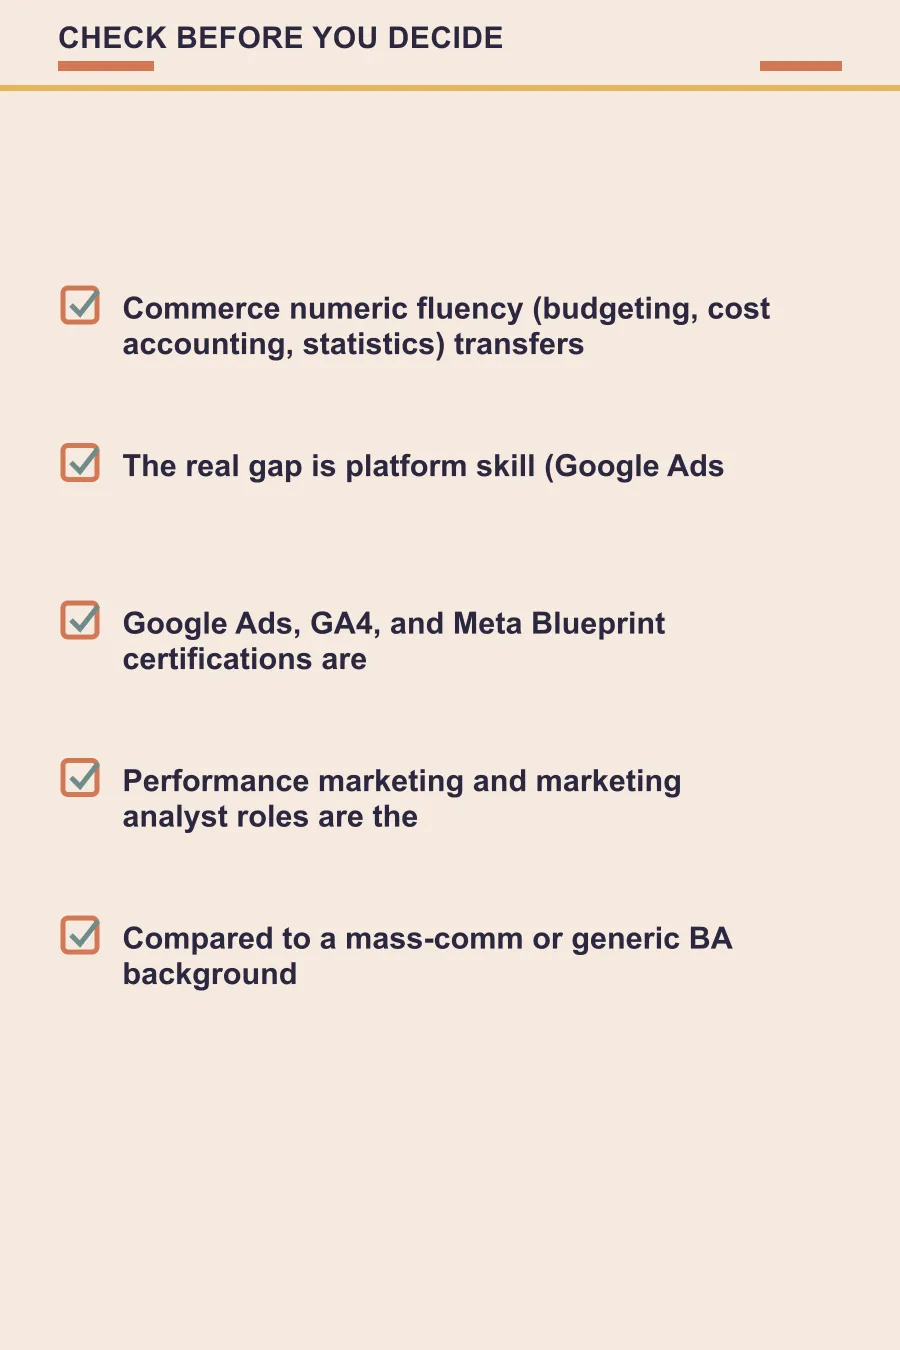 CHECK BEFORE YOU DECIDE
Commerce numeric fluency (budgeting, cost
accounting, statistics) transfers
The real gap is platform skill (Google Ads
Google Ads, GA4, and Meta Blueprint
certifications are
Performance marketing and marketing
analyst roles are the
Compared to a mass-comm or generic BA
background